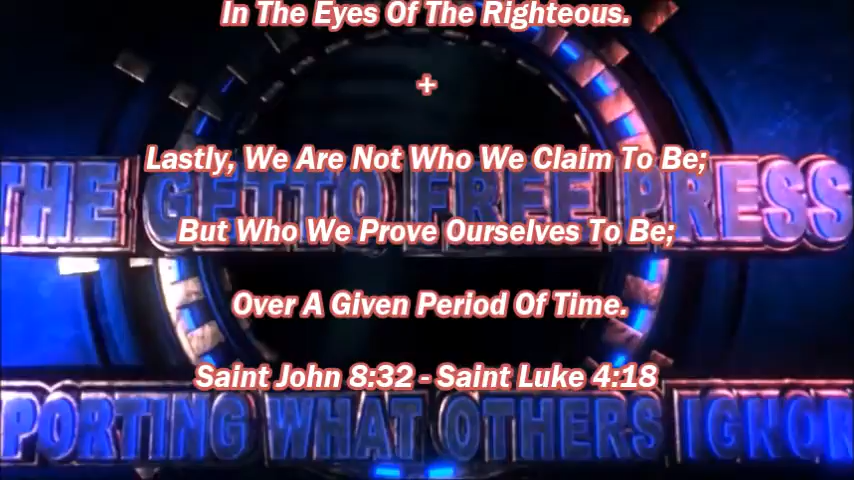 In The Eyes Of The Righteous.
+
Lastly, We Are Not Who We Claim To Be;
THE GETTO FREE PRESS
But Who We Prove Ourselves To Be;
Over A Given Period Of Time.
Saint John 8:32 - Saint Luke 4:18
PORTING WHAT OTHERS IGNOR